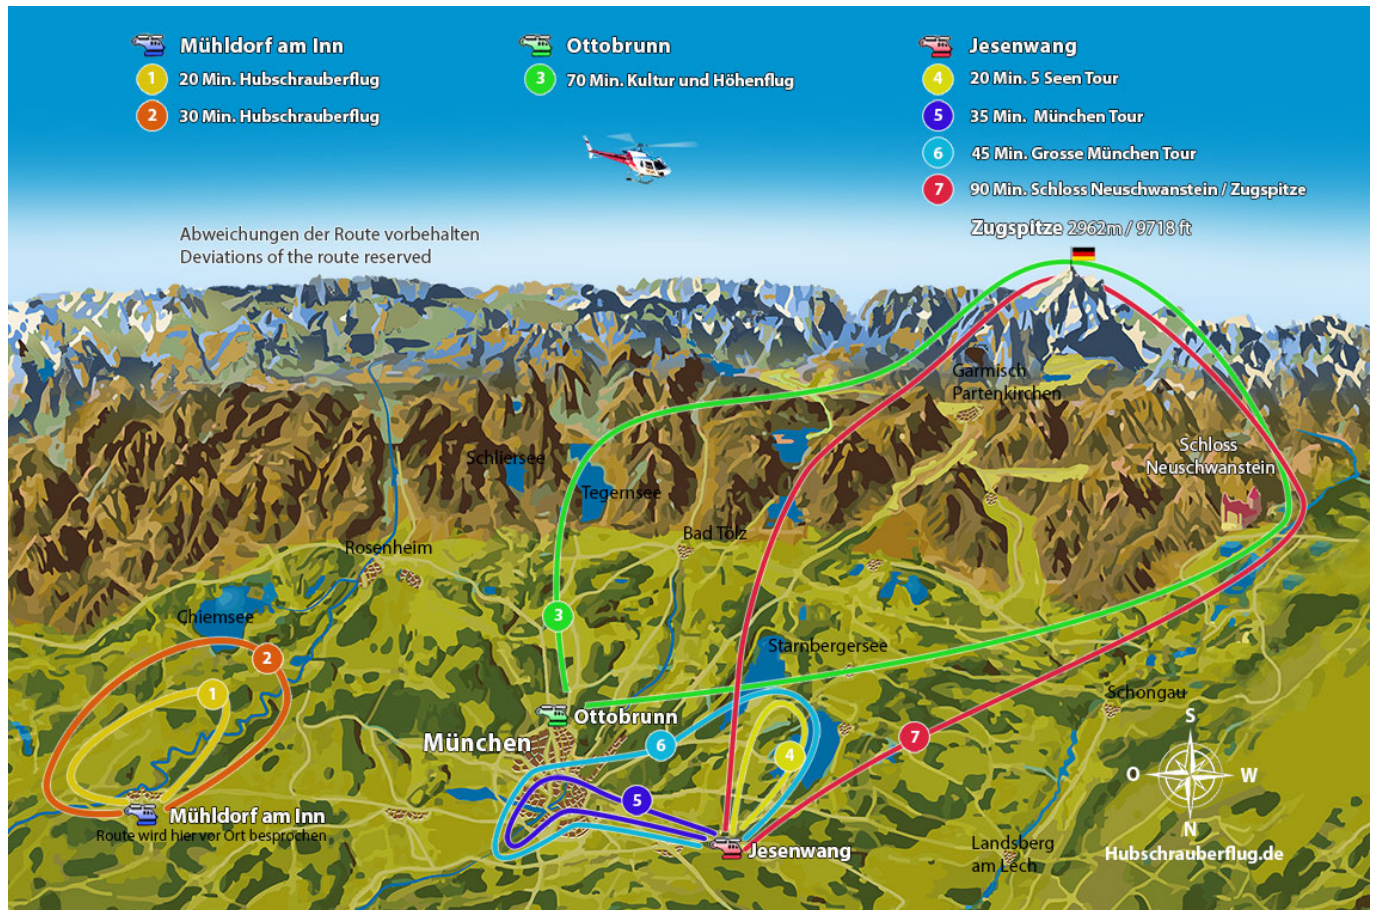 Mühldorf am Inn
1 20 Min. Hubschrauberflug
2 30 Min. Hubschrauberflug
Ottobrunn
3 70 Min. Kultur und Höhenflug
Jesenwang
4 20 Min. 5 Seen Tour
5 35 Min. München Tour
6 45 Min. Grosse München Tour
7 90 Min. Schloss Neuschwanstein / Zugspitze
Zugspitze 2962m / 9718 ft
Abweichungen der Route vorbehalten
Deviations of the route reserved
Garmisch
Partenkirchen
Schloss
Neuschwanstein
Schliersee
Tegernsee
Bad Tölz
Rosenheim
Chiemsee
3
Starnbergersee
2
1
Schongau
Ottobrunn
München
6
7
4
5
S
O
W
N
Mühldorf am Inn
Route wird hier vor Ort besprochen
Jesenwang
Landsberg
am Lech
Hubschrauberflug.de